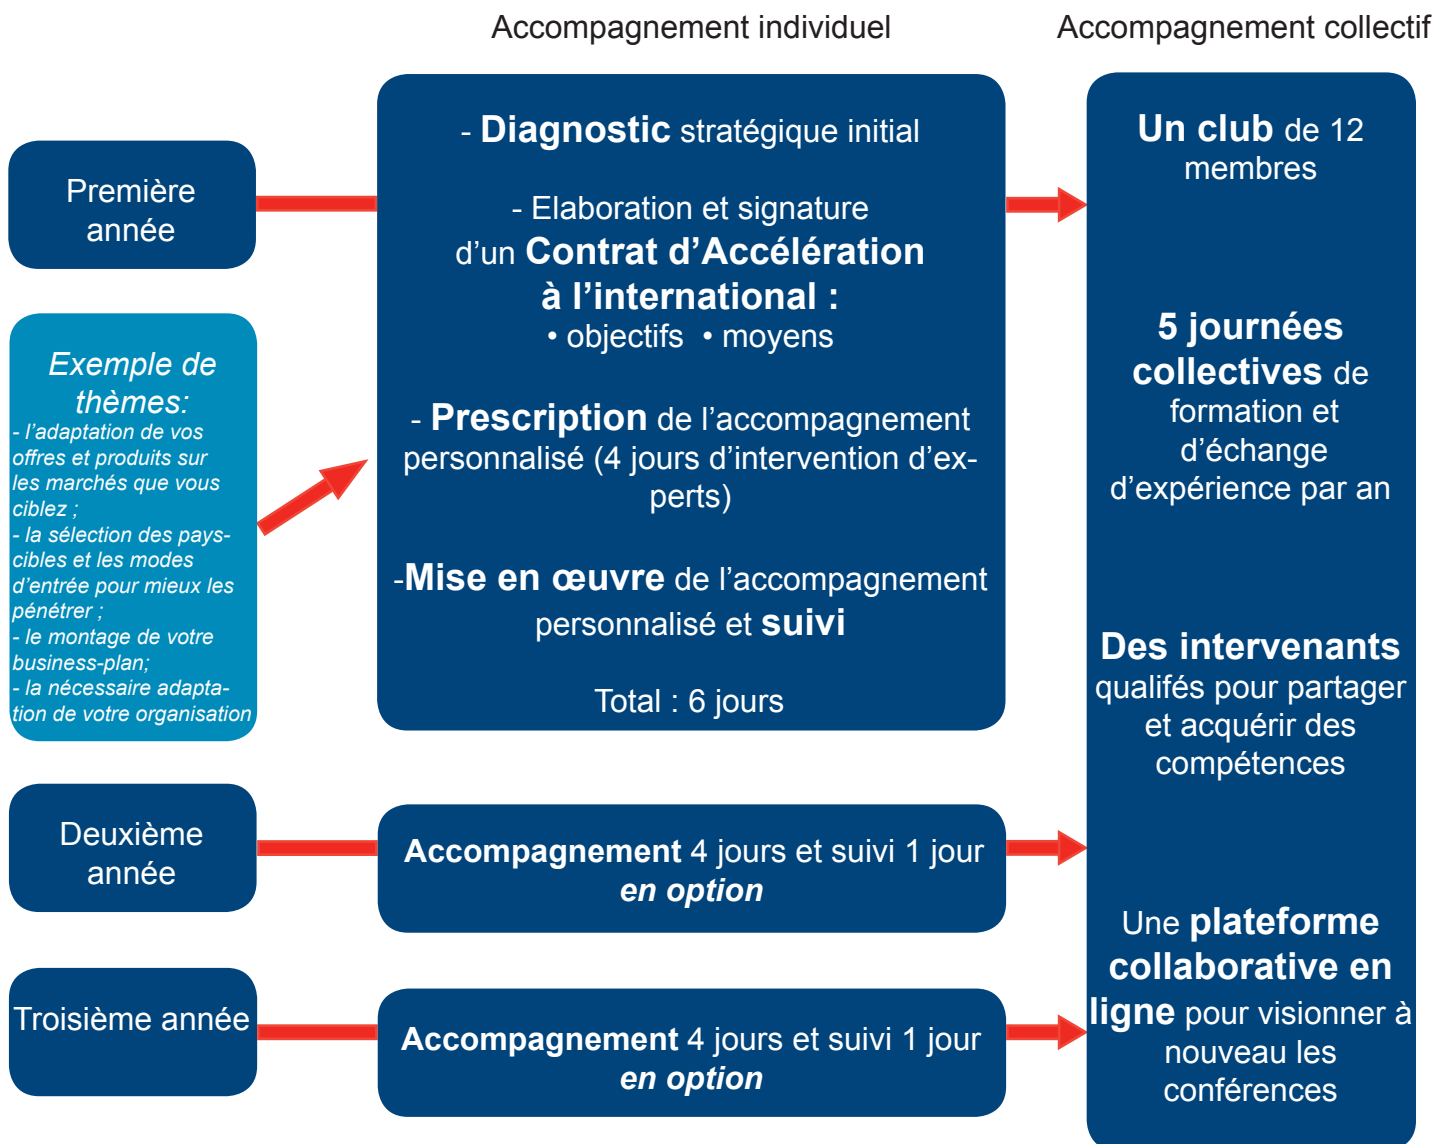 Accompagnement individuel
Accompagnement collectif
Première
année
- Diagnostic stratégique initial
- Elaboration et signature
d’un Contrat d’Accélération
à l’international :
• objectifs • moyens
- Prescription de l’accompagnement
personnalisé (4 jours d’intervention d’ex-
perts)
-Mise en œuvre de l’accompagnement
personnalisé et suivi
Total : 6 jours
Exemple de
thèmes:
- l’adaptation de vos
offres et produits sur
les marchés que vous
ciblez ;
- la sélection des pays-
cibles et les modes
d’entrée pour mieux les
pénétrer ;
- le montage de votre
business-plan;
- la nécessaire adapta-
tion de votre organisation
Deuxième
année
Accompagnement 4 jours et suivi 1 jour
en option
Troisième année
Accompagnement 4 jours et suivi 1 jour
en option
Un club de 12
membres
5 journées
collectives de
formation et
d’échange
d’expérience par an
Des intervenants
qualifés pour partager
et acquérir des
compétences
Une plateforme
collaborative en
ligne pour visionner à
nouveau les
conférences